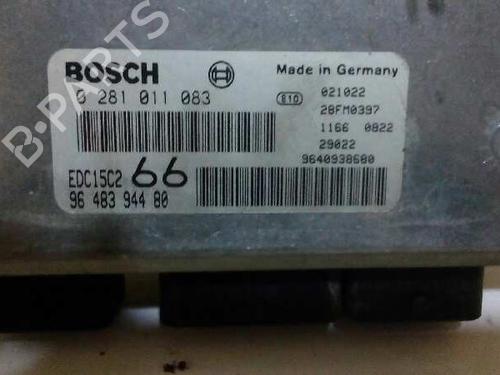 B-PARTS
BOSCH
Made in Germany
0 281 011 083
E1D
021022
28FM0397
1166 0822
29022
9640938680
EDC15C2 66
96 483 944 80